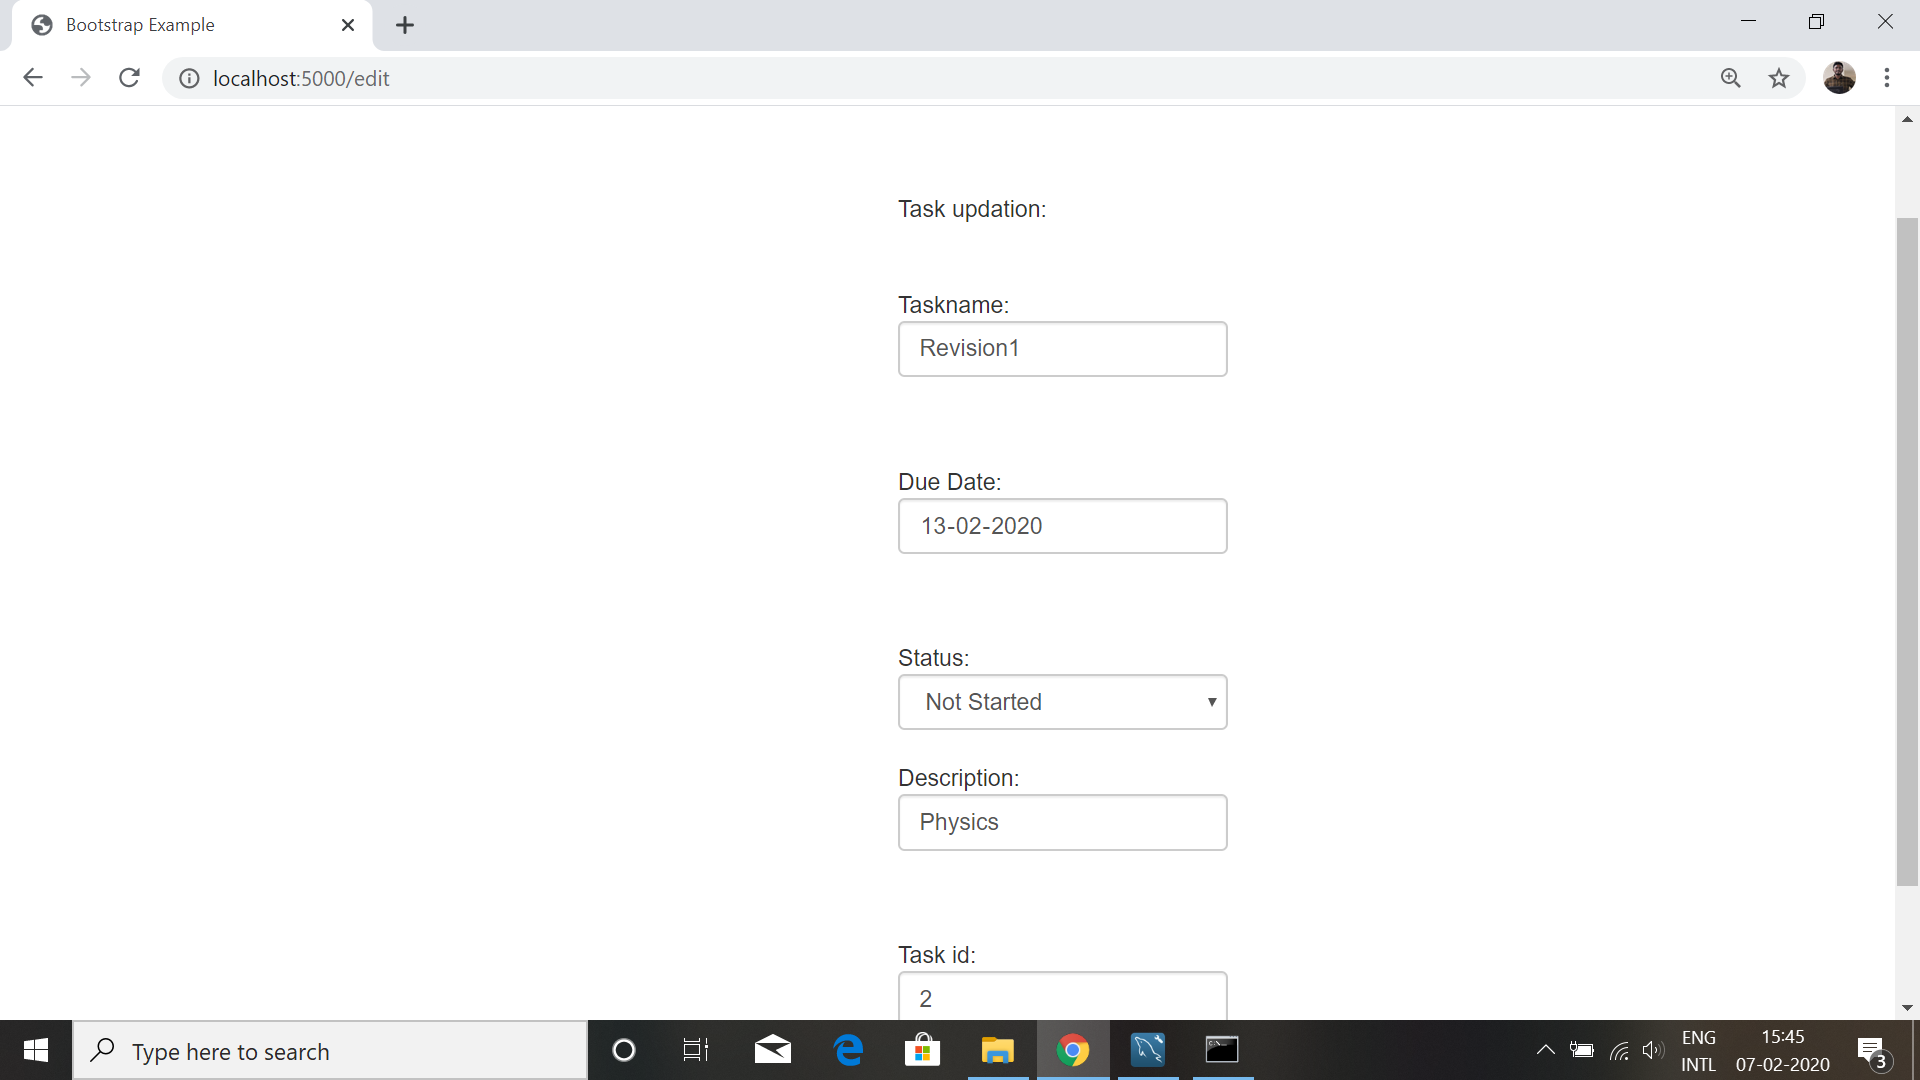 Bootstrap Example
localhost:5000/edit
Task updation:
Taskname:
Revision1
Due Date:
13-02-2020
Status:
Not Started
Description:
Physics
Task id:
2
Type here to search
ENG
INTL
15:45
07-02-2020
3